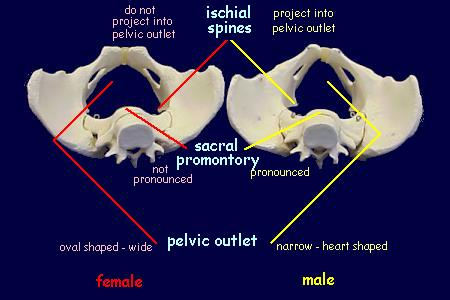 do not
project into
pelvic outlet
ischial
spines
project into
pelvic outlet
sacral
promontory
not
pronounced
pronounced
oval shaped - wide
pelvic outlet
narrow - heart shaped
female
male